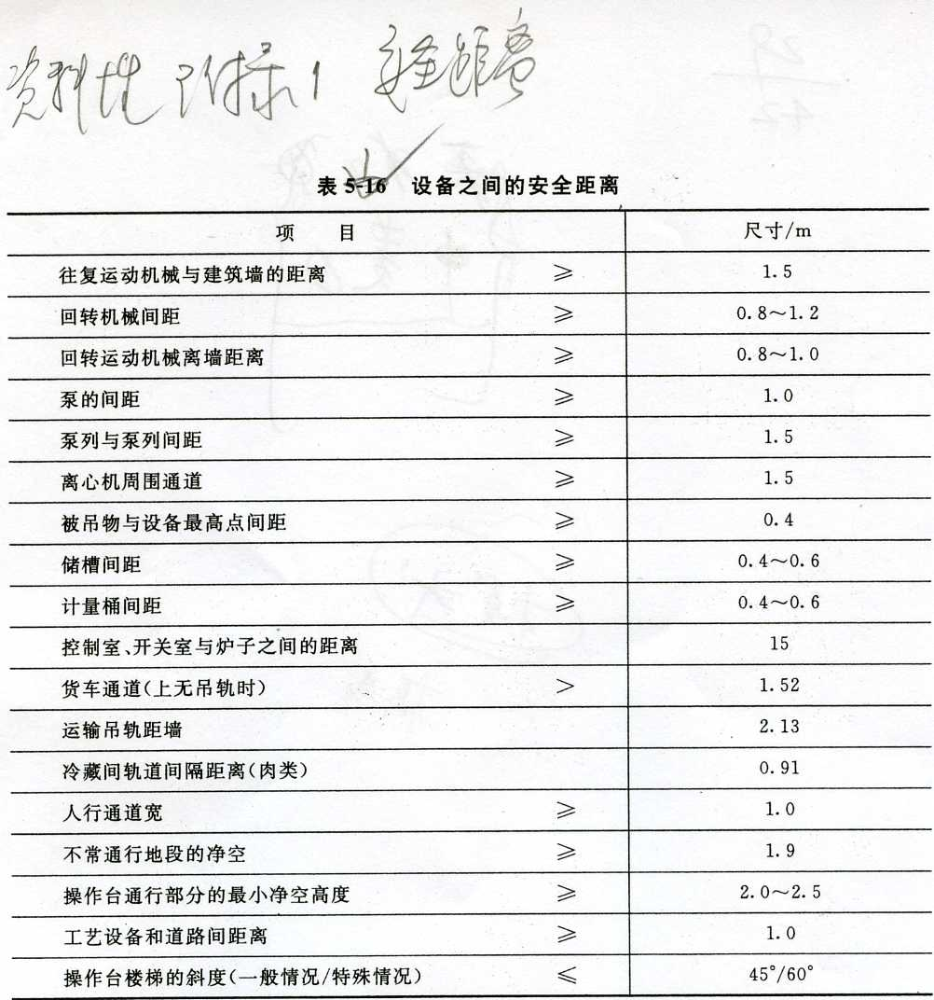 资料性 附录1 安全距离
表 5-16 设备之间的安全距离
项 目 尺寸/m
往复运动机械与建筑墙的距离 ≥ 1.5
回转机械间距 ≥ 0.8～1.2
回转运动机械离墙距离 ≥ 0.8～1.0
泵的间距 ≥ 1.0
泵列与泵列间距 ≥ 1.5
离心机周围通道 ≥ 1.5
被吊物与设备最高点间距 ≥ 0.4
储槽间距 ≥ 0.4～0.6
计量桶间距 ≥ 0.4～0.6
控制室、开关室与炉子之间的距离 15
货车通道(上无吊轨时) > 1.52
运输吊轨距墙 2.13
冷藏间轨道间隔距离(肉类) 0.91
人行通道宽 ≥ 1.0
不常通行地段的净空 ≥ 1.9
操作台通行部分的最小净空高度 ≥ 2.0～2.5
工艺设备和道路间距离 ≥ 1.0
操作台楼梯的斜度(一般情况/特殊情况) ≤ 45°/60°